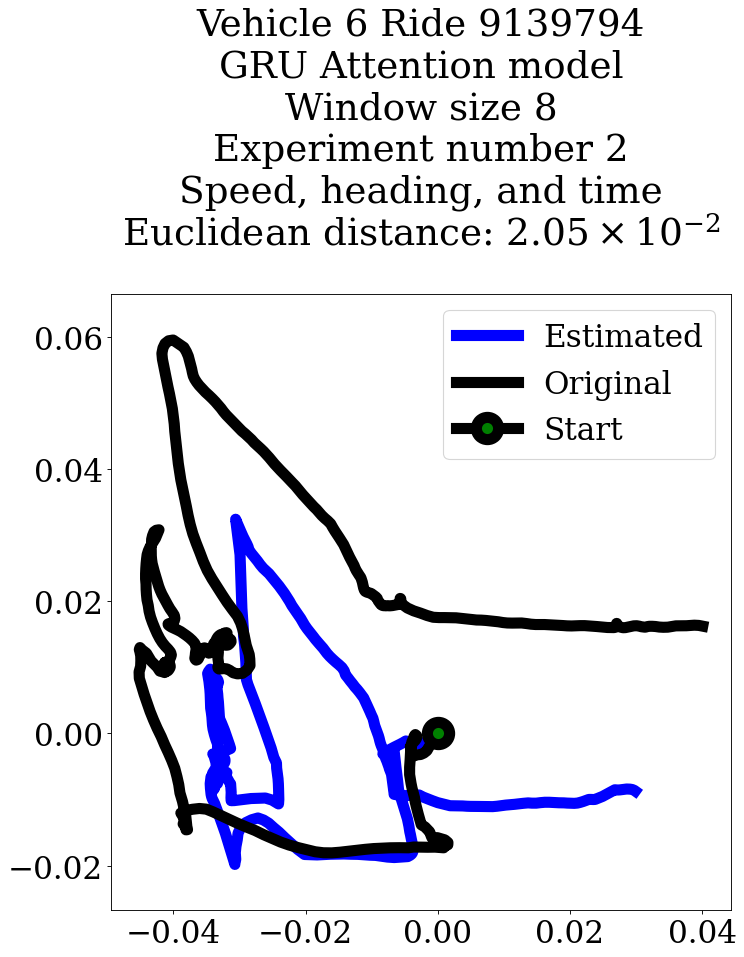 Vehicle 6 Ride 9139794
GRU Attention model
Window size 8
Experiment number 2
Speed, heading, and time
Euclidean distance: 2.05 × 10⁻²
Estimated
Original
Start
0.06
0.04
0.02
0.00
−0.02
−0.04 −0.02 0.00 0.02 0.04